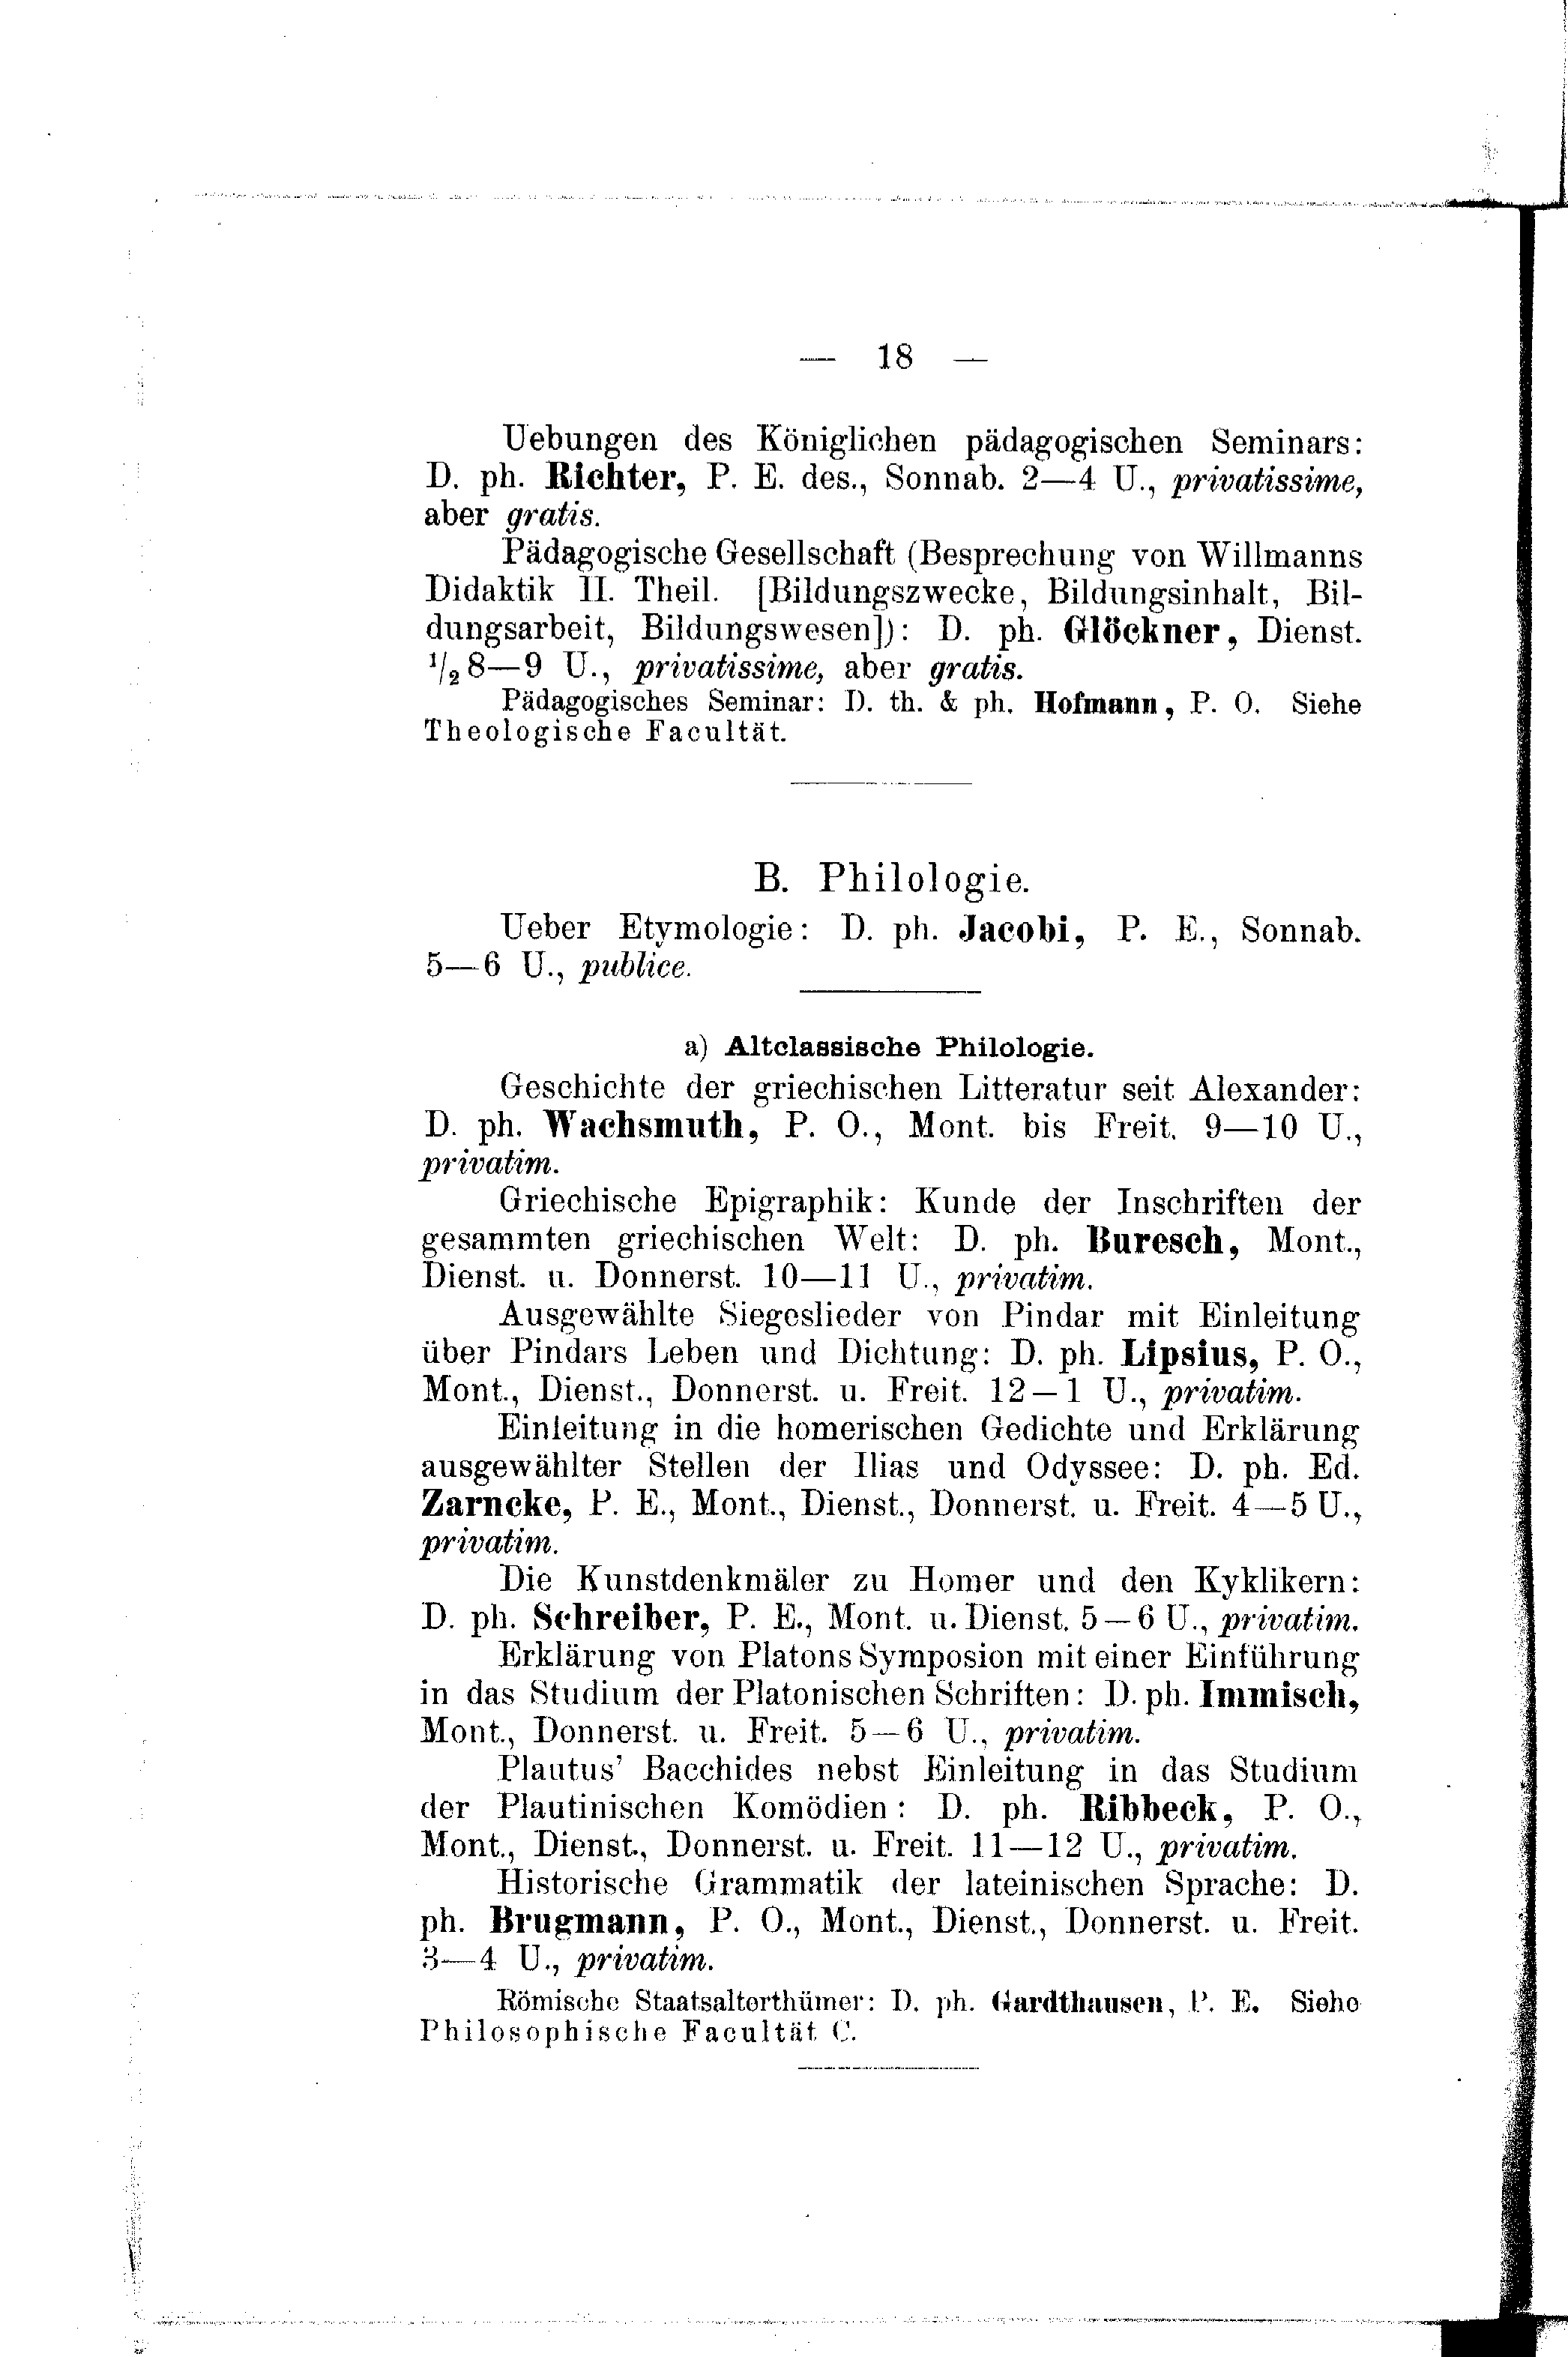 — 18 —
Uebungen des Königlichen pädagogischen Seminars:
D. ph. Richter, P. E. des., Sonnab. 2—4 U., privatissime,
aber gratis.
Pädagogische Gesellschaft (Besprechung von Willmanns
Didaktik II. Theil. [Bildungszwecke, Bildungsinhalt, Bil-
dungsarbeit, Bildungswesen]): D. ph. Glöckner, Dienst.
1/2 8—9 U., privatissime, aber gratis.
Pädagogisches Seminar: D. th. & ph. Hofmann, P. O. Siehe
Theologische Facultät.
B. Philologie.
Ueber Etymologie: D. ph. Jacobi, P. E., Sonnab.
5—6 U., publice.
a) Altclassische Philologie.
Geschichte der griechischen Litteratur seit Alexander:
D. ph. Wachsmuth, P. O., Mont. bis Freit. 9—10 U.,
privatim.
Griechische Epigraphik: Kunde der Inschriften der
gesammten griechischen Welt: D. ph. Buresch, Mont.,
Dienst. u. Donnerst. 10—11 U., privatim.
Ausgewählte Siegeslieder von Pindar mit Einleitung
über Pindars Leben und Dichtung: D. ph. Lipsius, P. O.,
Mont., Dienst., Donnerst. u. Freit. 12—1 U., privatim.
Einleitung in die homerischen Gedichte und Erklärung
ausgewählter Stellen der Ilias und Odyssee: D. ph. Ed.
Zarncke, P. E., Mont., Dienst., Donnerst. u. Freit. 4—5 U.,
privatim.
Die Kunstdenkmäler zu Homer und den Kyklikern:
D. ph. Schreiber, P. E., Mont. u. Dienst. 5—6 U., privatim.
Erklärung von Platons Symposion mit einer Einführung
in das Studium der Platonischen Schriften: D. ph. Immisch,
Mont., Donnerst. u. Freit. 5—6 U., privatim.
Plautus' Bacchides nebst Einleitung in das Studium
der Plautinischen Komödien: D. ph. Ribbeck, P. O.,
Mont., Dienst., Donnerst. u. Freit. 11—12 U., privatim.
Historische Grammatik der lateinischen Sprache: D.
ph. Brugmann, P. O., Mont., Dienst., Donnerst. u. Freit.
3—4 U., privatim.
Römische Staatsalterthümer: D. ph. Gardthausen, P. E. Siehe
Philosophische Facultät C.